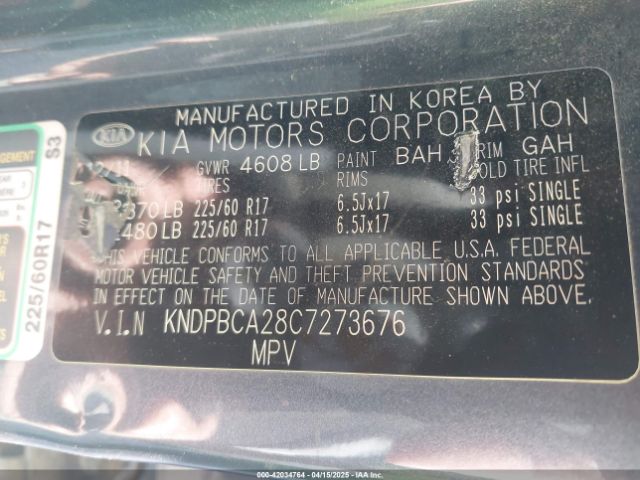 MANUFACTURED IN KOREA BY
KIA KIA MOTORS CORPORATION
GVWR 4608 LB PAINT BAH TRIM GAH
TIRES RIMS COLD TIRE INFL
370 LB 225/60 R17 6.5Jx17 33 psi SINGLE
480 LB 225/60 R17 6.5Jx17 33 psi SINGLE
THIS VEHICLE CONFORMS TO ALL APPLICABLE U.S.A. FEDERAL
MOTOR VEHICLE SAFETY AND THEFT PREVENTION STANDARDS
IN EFFECT ON THE DATE OF MANUFACTURE SHOWN ABOVE.
V.I.N KNDPBCA28C7273676
MPV
S3
225/60R17
000-42034764 - 04/15/2025 - IAAC INC.